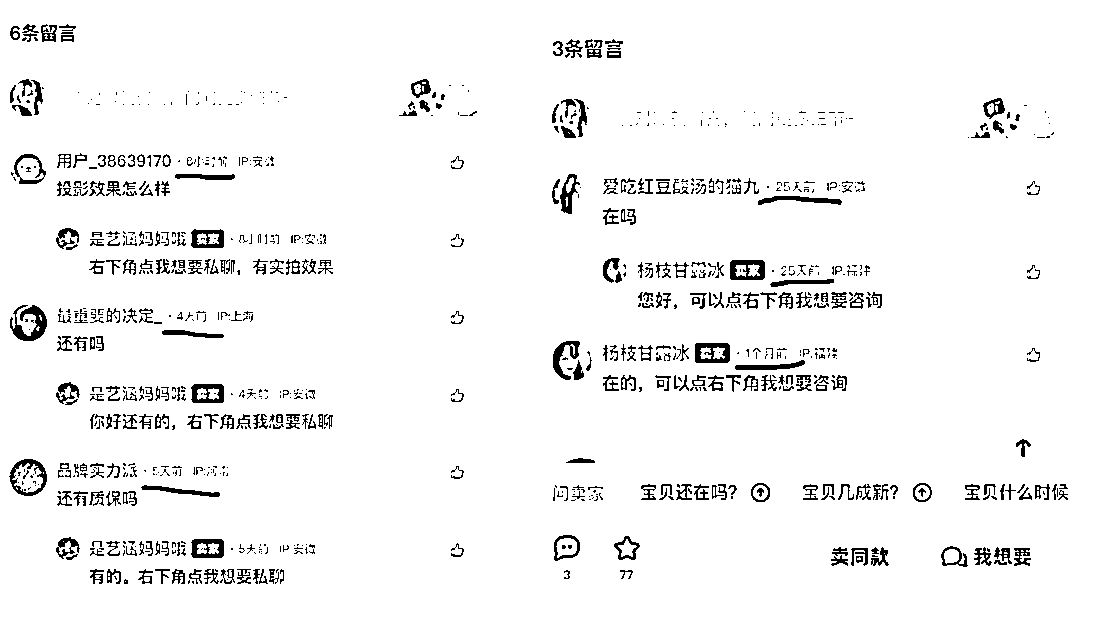 6条留言
用户_38639170 · 8小时前 IP:安徽
投影效果怎么样
是艺涵妈妈哦 卖家 · 8小时前 IP:安徽
右下角点我想要私聊，有实拍效果
最重要的决定_ · 4天前 IP:上海
还有吗
是艺涵妈妈哦 卖家 · 4天前 IP:安徽
你好还有的，右下角点我想要私聊
品牌实力派 · 5天前 IP:河南
还有质保吗
是艺涵妈妈哦 卖家 · 5天前 IP:安徽
有的。右下角点我想要私聊
3条留言
爱吃红豆酸汤的猫九 · 25天前 IP:安徽
在吗
杨枝甘露冰 卖家 · 25天前 IP:福建
您好，可以点右下角我想要咨询
杨枝甘露冰 卖家 · 1个月前 IP:福建
在的，可以点右下角我想要咨询
问卖家 宝贝还在吗？ 宝贝几成新？ 宝贝什么时候
3 77 卖同款 我想要